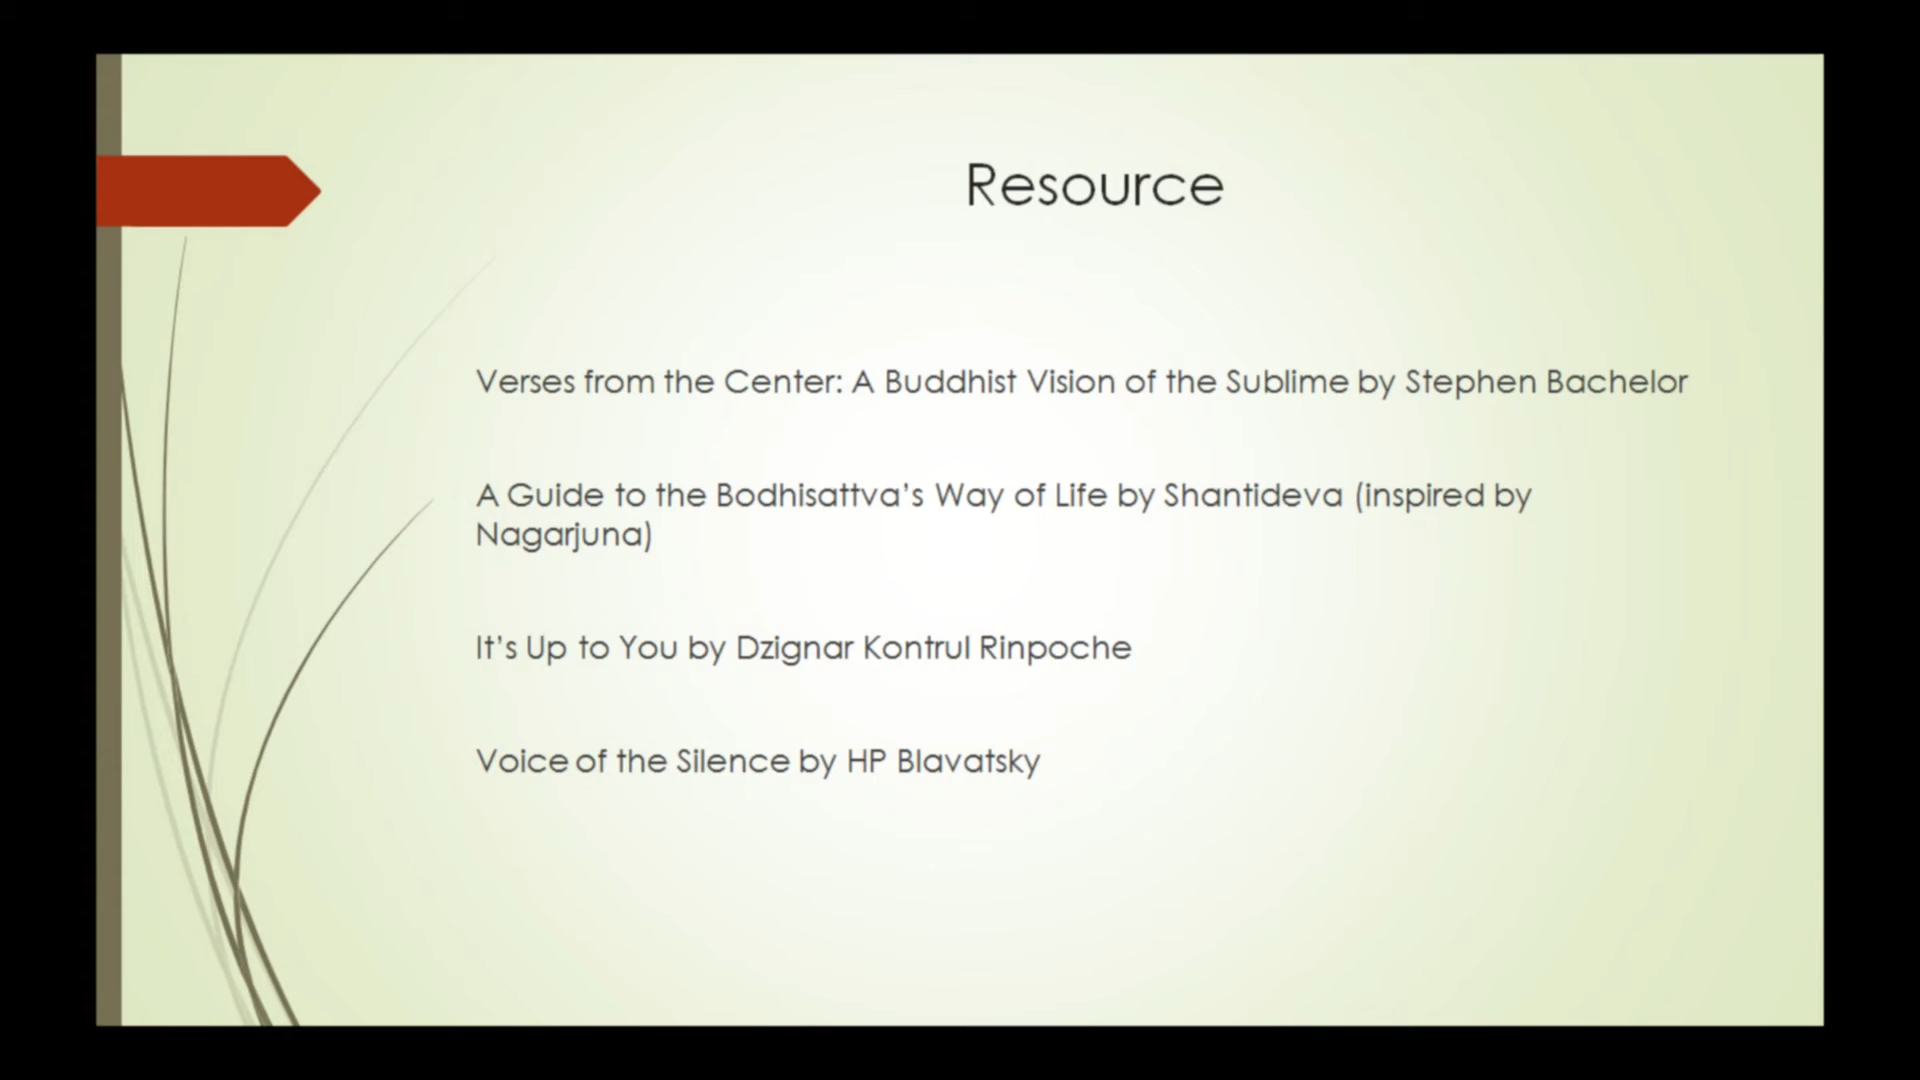 Resource
Verses from the Center: A Buddhist Vision of the Sublime by Stephen Bachelor
A Guide to the Bodhisattva’s Way of Life by Shantideva (inspired by
Nagarjuna)
It’s Up to You by Dzignar Kontrul Rinpoche
Voice of the Silence by HP Blavatsky